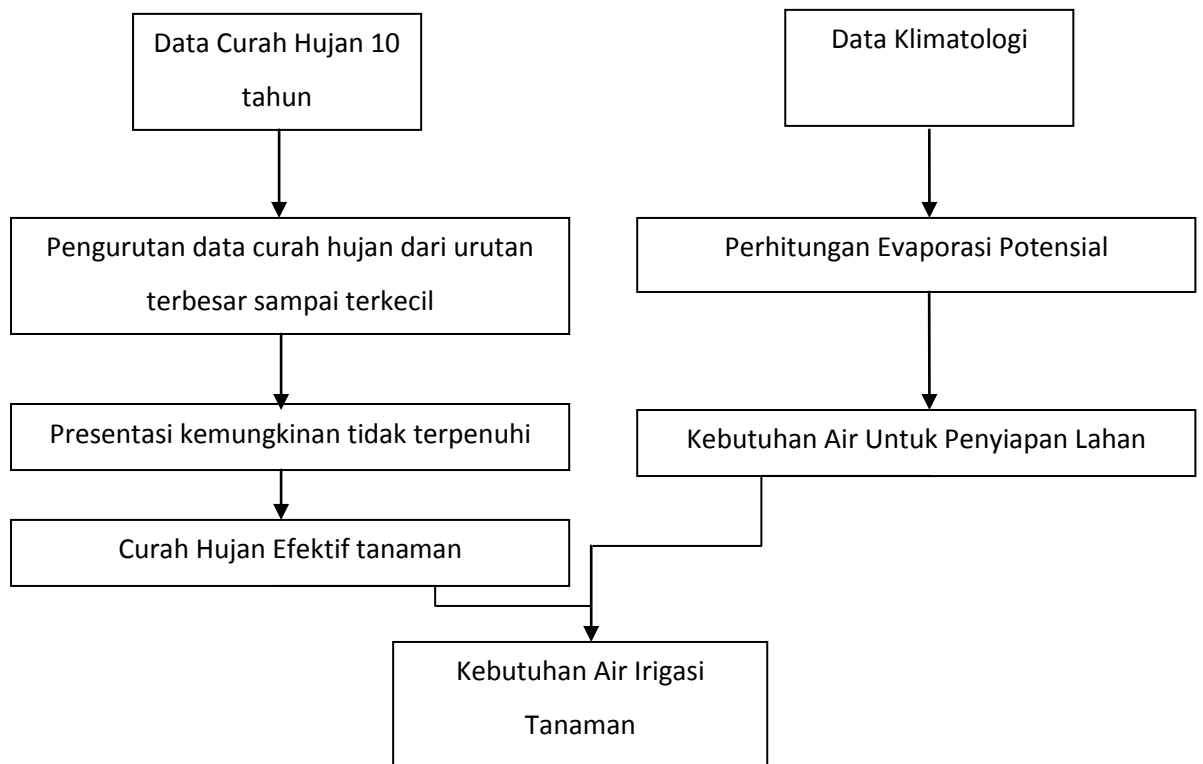 Data Curah Hujan 10
tahun
Data Klimatologi
Pengurutan data curah hujan dari urutan
terbesar sampai terkecil
Perhitungan Evaporasi Potensial
Presentasi kemungkinan tidak terpenuhi
Kebutuhan Air Untuk Penyiapan Lahan
Curah Hujan Efektif tanaman
Kebutuhan Air Irigasi
Tanaman